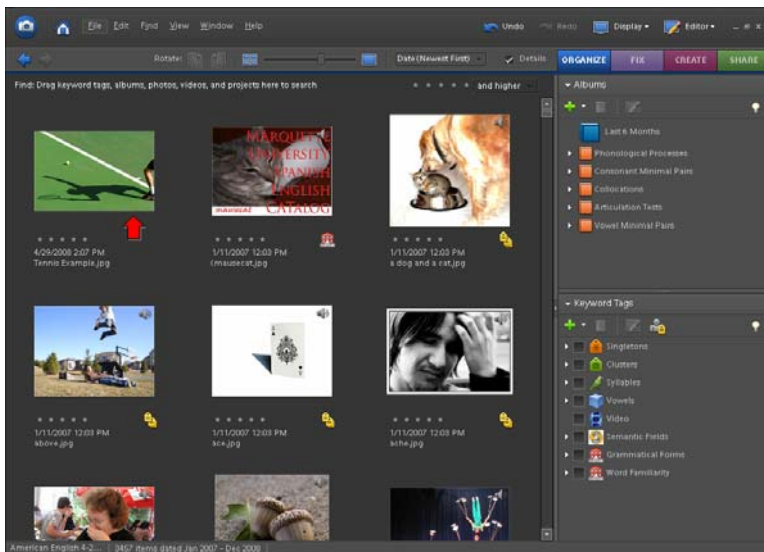 File Edit Find View Window Help Undo Redo Display Editor
Rotate: Date (Newest First) Details ORGANIZE FIX CREATE SHARE
Find: Drag keyword tags, albums, photos, videos, and projects here to search and higher
Albums
Last 6 Months
Phonological Processes
Consonant Minimal Pairs
Collocations
Articulation Tests
Vowel Minimal Pairs
MARQUETTE
UNIVERSITY
SPANISH
ENGLISH
CATALOG
mausecat
4/29/2008 2:07 PM
Tennis Example.jpg
1/11/2007 12:03 PM
(mausecat.jpg
1/11/2007 12:03 PM
a dog and a cat.jpg
Keyword Tags
Singletons
Clusters
Syllables
Vowels
Video
Semantic Fields
Grammatical Forms
Word Familiarity
1/11/2007 12:03 PM
above.jpg
1/11/2007 12:03 PM
ace.jpg
1/11/2007 12:03 PM
ache.jpg
American English 4-2... 3457 items dated Jan 2007 - Dec 2008